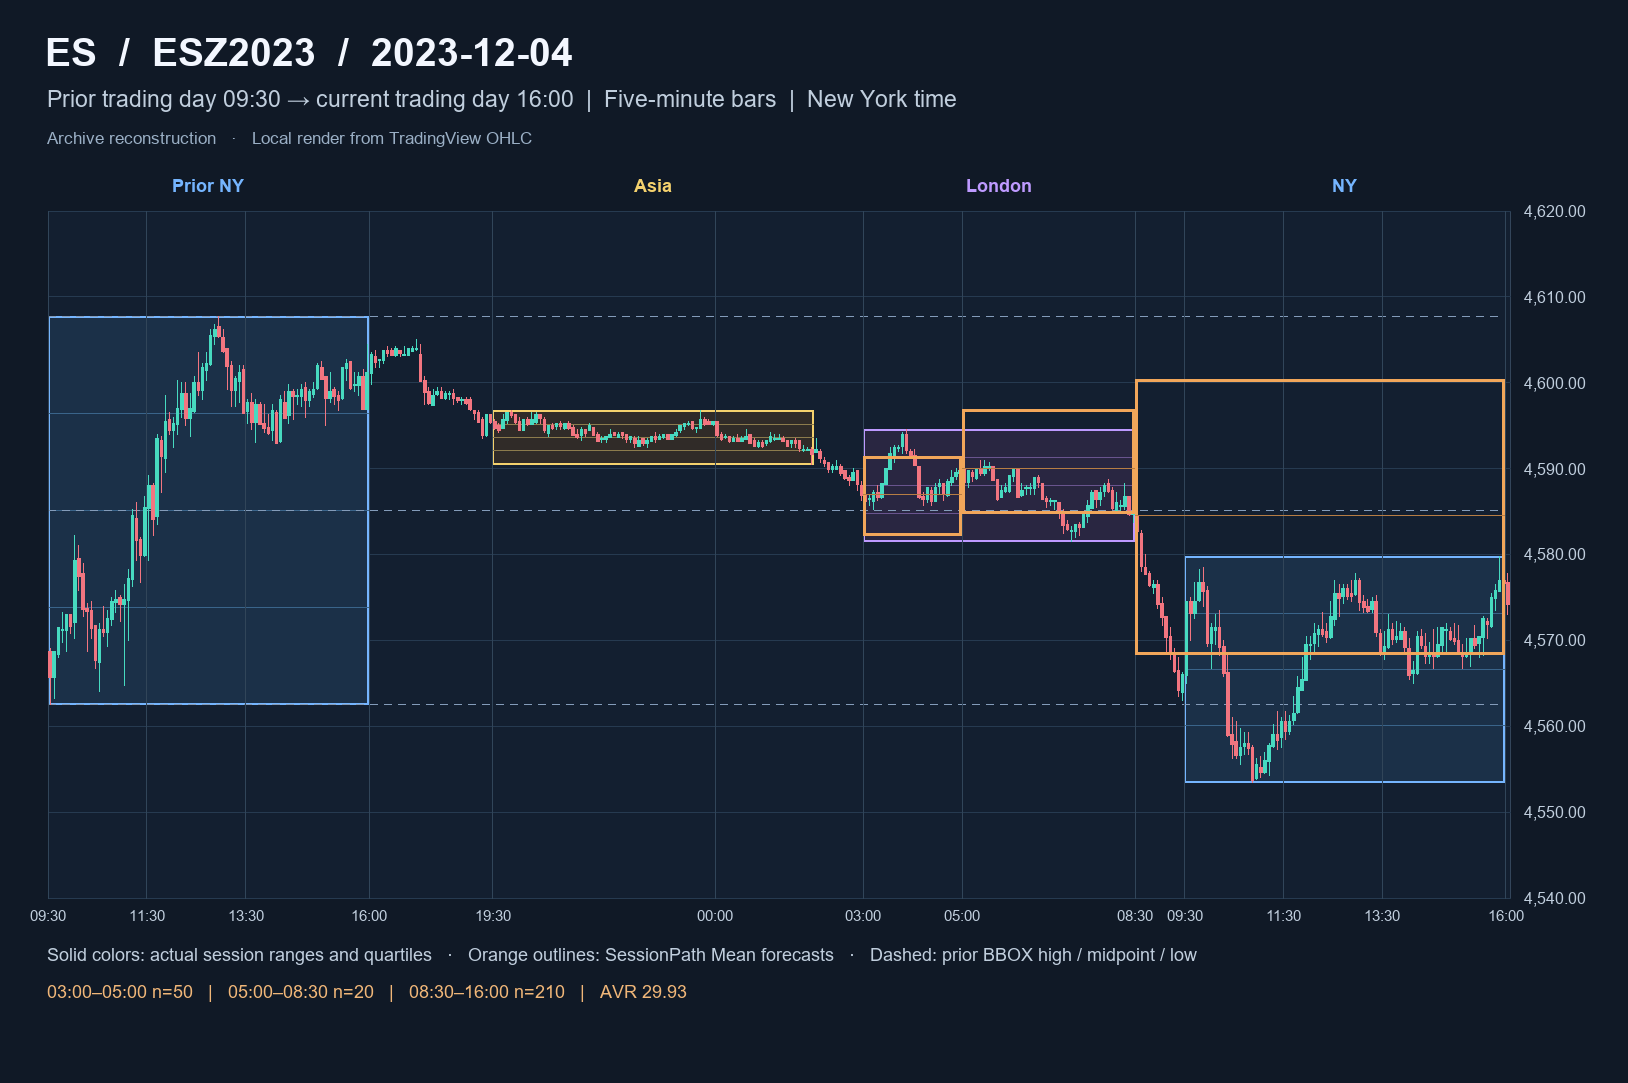 ES / ESZ2023 / 2023-12-04
Prior trading day 09:30 → current trading day 16:00 | Five-minute bars | New York time
Archive reconstruction · Local render from TradingView OHLC
Prior NY Asia London NY
4,620.00
4,610.00
4,600.00
4,590.00
4,580.00
4,570.00
4,560.00
4,550.00
4,540.00
09:30 11:30 13:30 16:00 19:30 00:00 03:00 05:00 08:30 09:30 11:30 13:30 16:00
Solid colors: actual session ranges and quartiles · Orange outlines: SessionPath Mean forecasts · Dashed: prior BBOX high / midpoint / low
03:00–05:00 n=50 | 05:00–08:30 n=20 | 08:30–16:00 n=210 | AVR 29.93